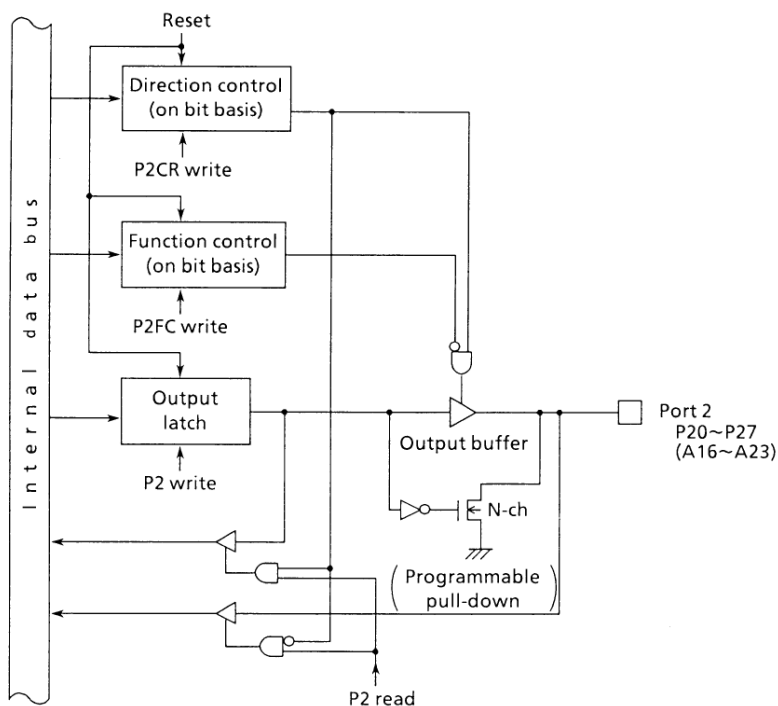 Reset
Direction control
(on bit basis)
P2CR write
Function control
(on bit basis)
P2FC write
Output
latch
P2 write
Internal data bus
Output buffer
Port 2
P20~P27
(A16~A23)
N-ch
(Programmable
pull-down)
P2 read